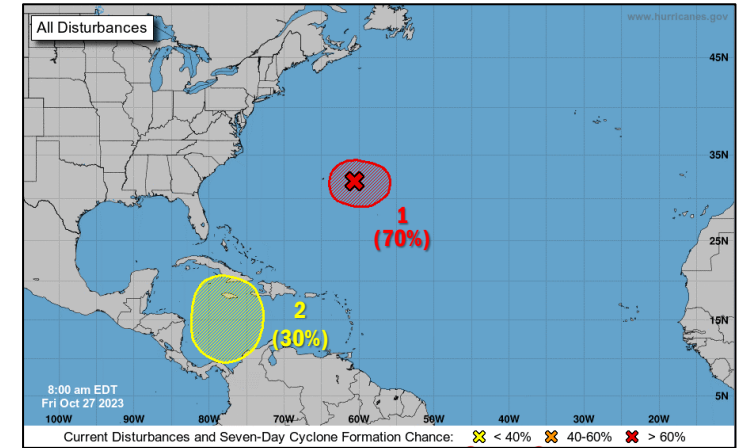 All Disturbances
www.hurricanes.gov
45N
35N
1
(70%)
25N
2
(30%)
15N
8:00 am EDT
Fri Oct 27 2023
5N
100W 90W 80W 70W 60W 50W 40W 30W 20W
Current Disturbances and Seven-Day Cyclone Formation Chance: < 40% 40-60% > 60%